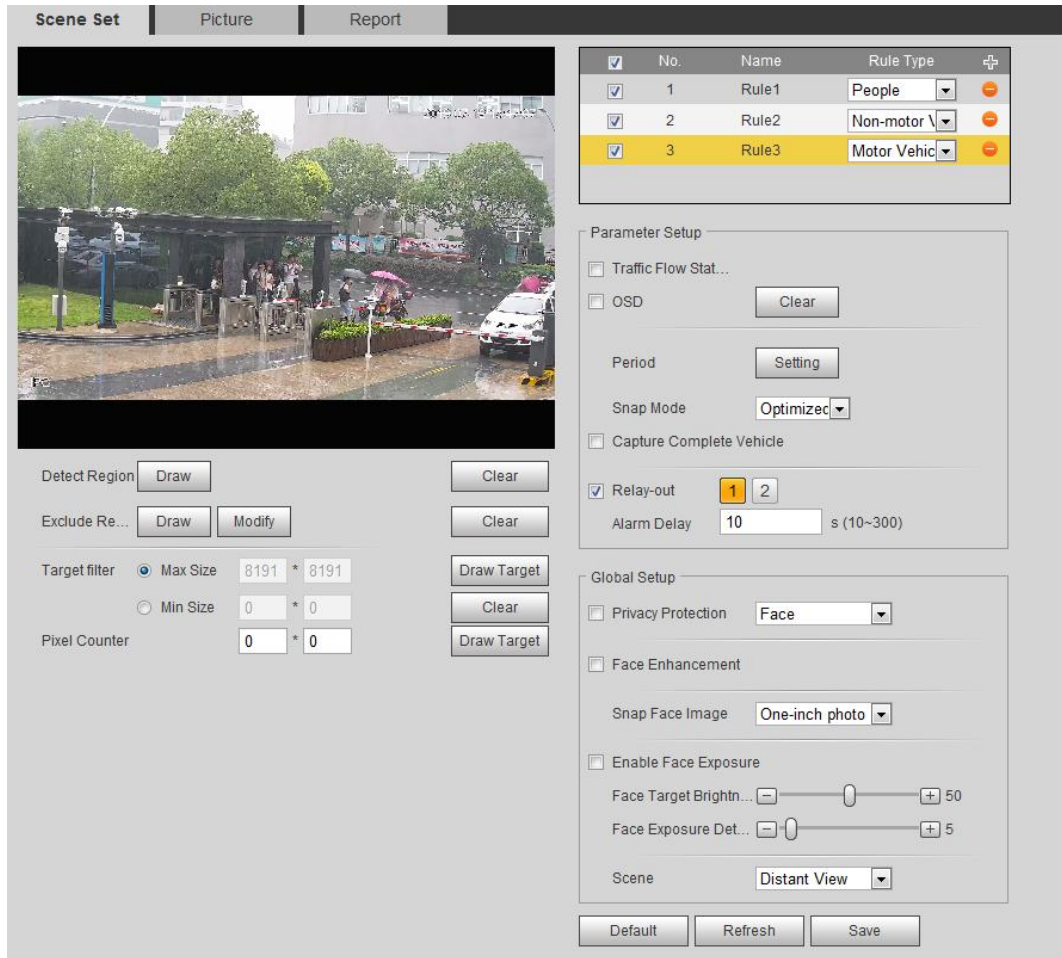 Scene Set Picture Report
No. Name Rule Type
1 Rule1 People
2 Rule2 Non-motor V
3 Rule3 Motor Vehic
Parameter Setup
Traffic Flow Stat...
OSD Clear
Period Setting
Snap Mode Optimized
Capture Complete Vehicle
Relay-out 1 2
Alarm Delay 10 s (10~300)
Detect Region Draw Clear
Exclude Re... Draw Modify Clear
Target filter Max Size 8191 * 8191 Draw Target
Min Size 0 * 0 Clear
Pixel Counter 0 * 0 Draw Target
Global Setup
Privacy Protection Face
Face Enhancement
Snap Face Image One-inch photo
Enable Face Exposure
Face Target Brightn... 50
Face Exposure Det... 5
Scene Distant View
Default Refresh Save